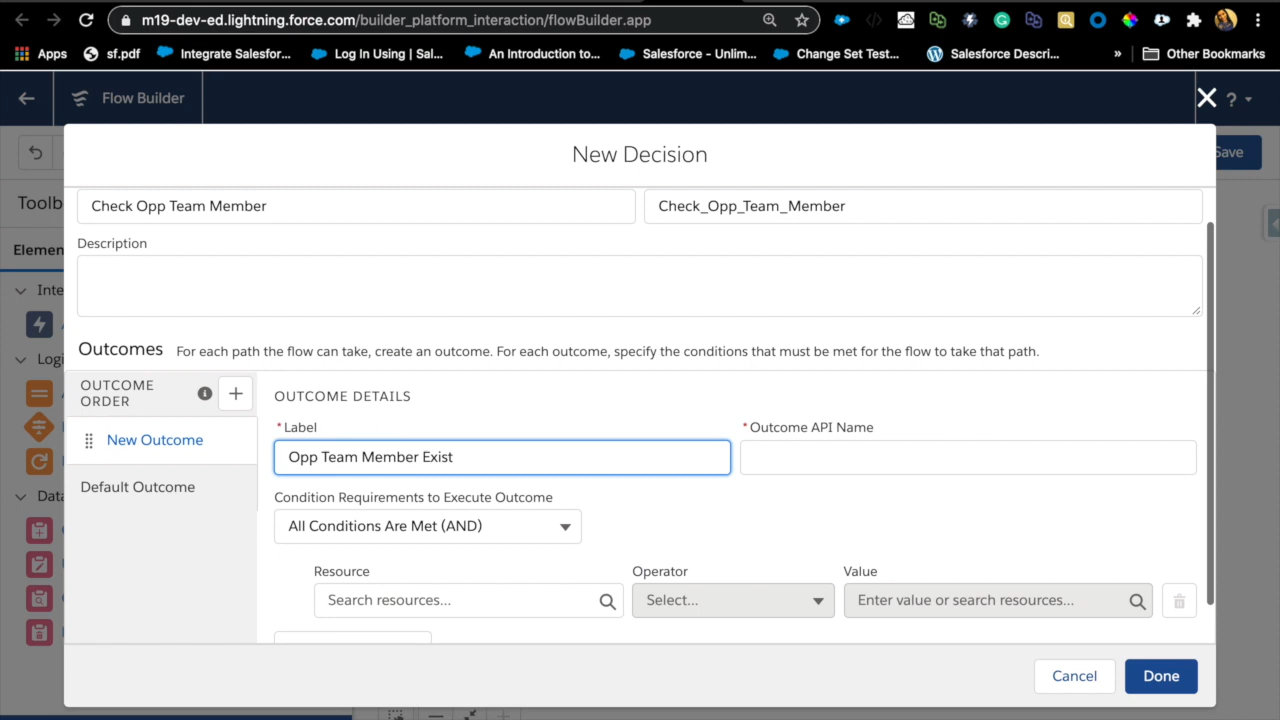 m19-dev-ed.lightning.force.com/builder_platform_interaction/flowBuilder.app
Apps sf.pdf Integrate Salesfor... Log In Using | Sal... An Introduction to... Salesforce – Unlim... Change Set Test... Salesforce Descri... » Other Bookmarks
Flow Builder ?
New Decision
Save
Toolb
Check Opp Team Member Check_Opp_Team_Member
Elemen
Description
Inte
Outcomes For each path the flow can take, create an outcome. For each outcome, specify the conditions that must be met for the flow to take that path.
Logi
OUTCOME ORDER OUTCOME DETAILS
*Label *Outcome API Name
New Outcome
Opp Team Member Exist
Default Outcome
Data
Condition Requirements to Execute Outcome
All Conditions Are Met (AND)
Resource Operator Value
Search resources... Select... Enter value or search resources...
Cancel Done